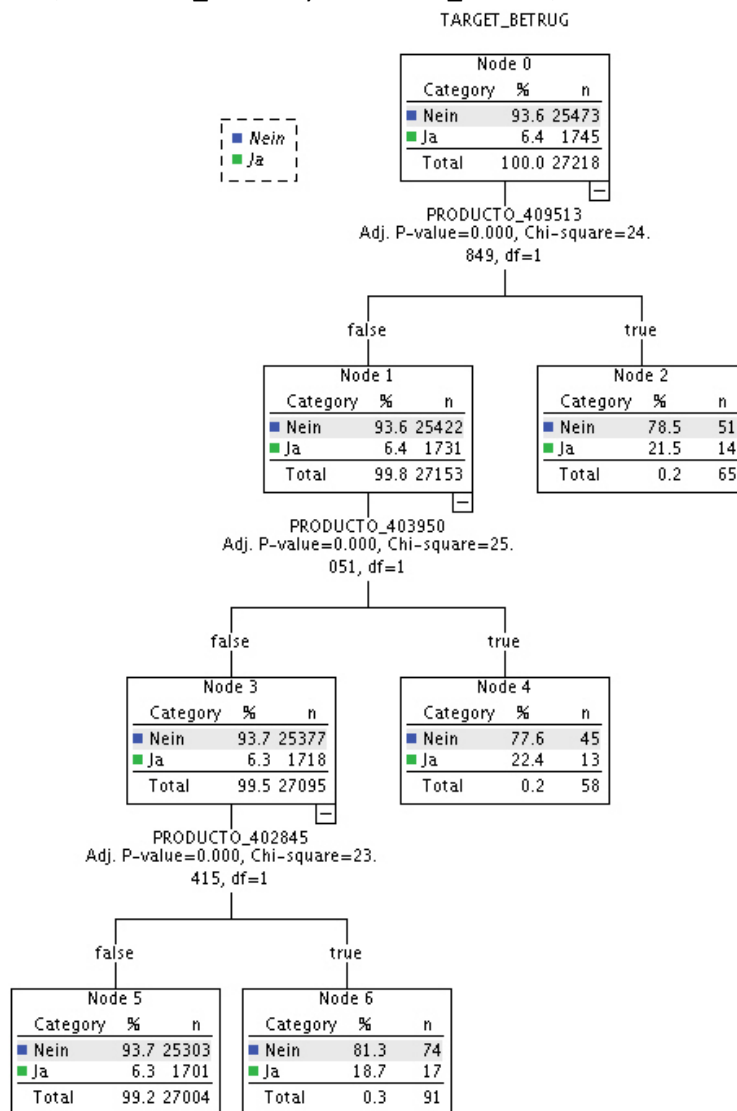 TARGET_BETRUG
Node 0
Category % n
Nein 93.6 25473
Ja 6.4 1745
Total 100.0 27218
Nein
Ja
PRODUCTO_409513
Adj. P-value=0.000, Chi-square=24.
849, df=1
false
true
Node 1
Category % n
Nein 93.6 25422
Ja 6.4 1731
Total 99.8 27153
Node 2
Category % n
Nein 78.5 51
Ja 21.5 14
Total 0.2 65
PRODUCTO_403950
Adj. P-value=0.000, Chi-square=25.
051, df=1
false
true
Node 3
Category % n
Nein 93.7 25377
Ja 6.3 1718
Total 99.5 27095
Node 4
Category % n
Nein 77.6 45
Ja 22.4 13
Total 0.2 58
PRODUCTO_402845
Adj. P-value=0.000, Chi-square=23.
415, df=1
false
true
Node 5
Category % n
Nein 93.7 25303
Ja 6.3 1701
Total 99.2 27004
Node 6
Category % n
Nein 81.3 74
Ja 18.7 17
Total 0.3 91